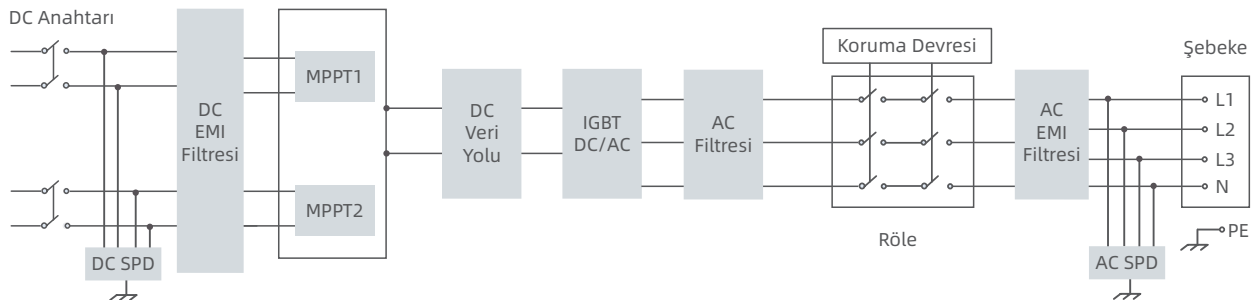 DC Anahtarı
DC SPD
DC
EMI
Filtresi
MPPT1
MPPT2
DC
Veri
Yolu
IGBT
DC/AC
AC
Filtresi
Koruma Devresi
Röle
AC
EMI
Filtresi
AC SPD
Şebeke
L1
L2
L3
N
PE